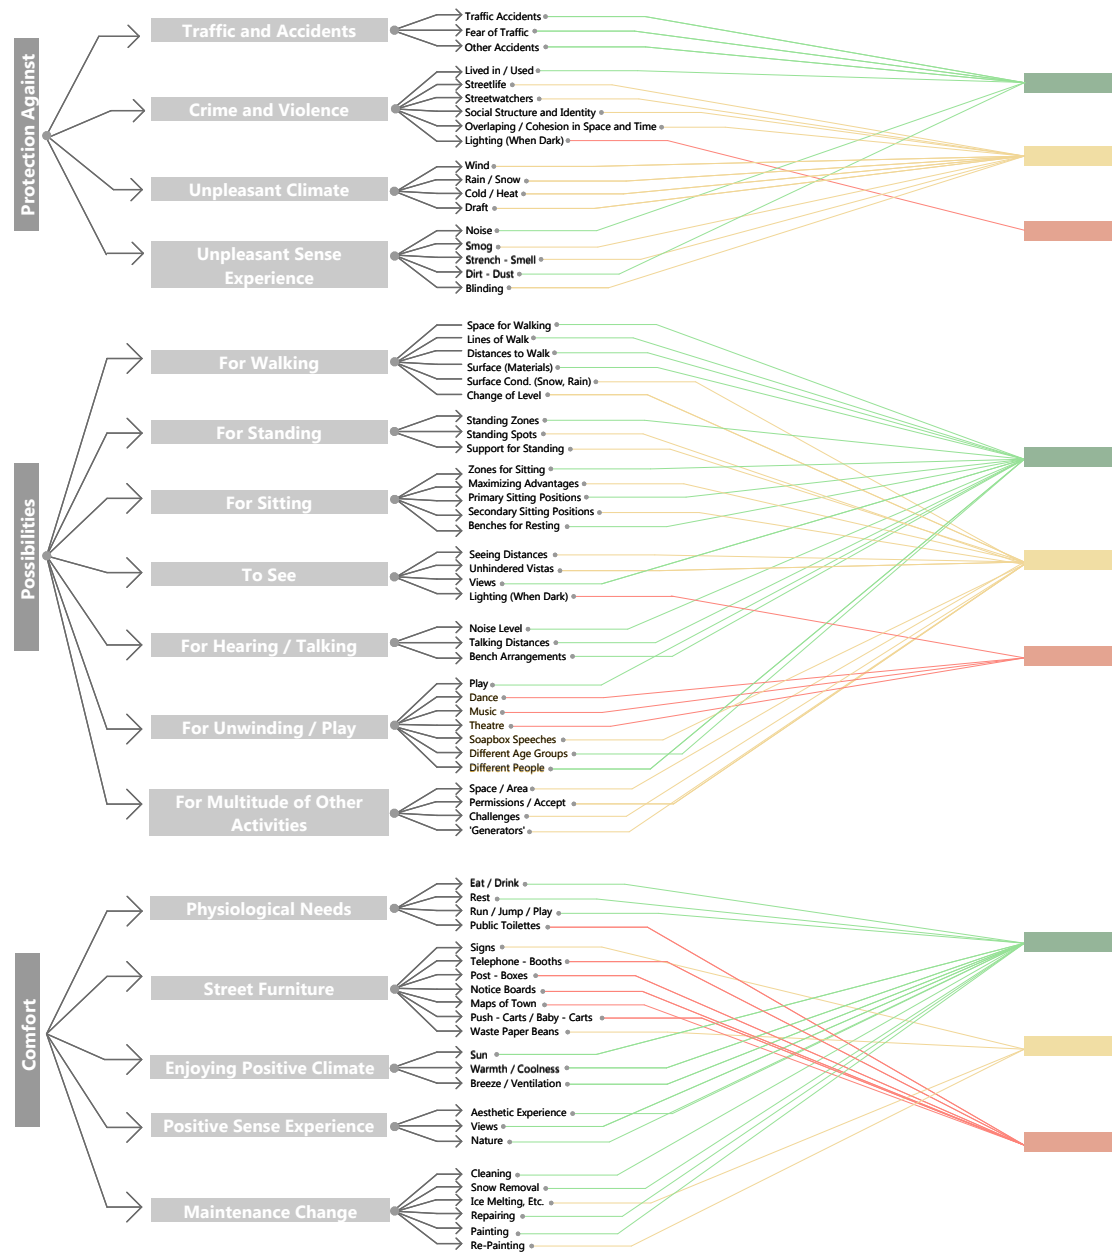 Protection Against
Traffic and Accidents
Traffic Accidents
Fear of Traffic
Other Accidents
Crime and Violence
Lived in / Used
Streetlife
Streetwatchers
Social Structure and Identity
Overlaping / Cohesion in Space and Time
Lighting (When Dark)
Unpleasant Climate
Wind
Rain / Snow
Cold / Heat
Draft
Unpleasant Sense
Experience
Noise
Smog
Strench - Smell
Dirt - Dust
Blinding
Possibilities
For Walking
Space for Walking
Lines of Walk
Distances to Walk
Surface (Materials)
Surface Cond. (Snow, Rain)
Change of Level
For Standing
Standing Zones
Standing Spots
Support for Standing
For Sitting
Zones for Sitting
Maximizing Advantages
Primary Sitting Positions
Secondary Sitting Positions
Benches for Resting
To See
Seeing Distances
Unhindered Vistas
Views
Lighting (When Dark)
For Hearing / Talking
Noise Level
Talking Distances
Bench Arrangements
For Unwinding / Play
Play
Dance
Music
Theatre
Soapbox Speeches
Different Age Groups
Different People
For Multitude of Other
Activities
Space / Area
Permissions / Accept
Challenges
'Generators'
Comfort
Physiological Needs
Eat / Drink
Rest
Run / Jump / Play
Public Toilettes
Street Furniture
Signs
Telephone - Booths
Post - Boxes
Notice Boards
Maps of Town
Push - Carts / Baby - Carts
Waste Paper Beans
Enjoying Positive Climate
Sun
Warmth / Coolness
Breeze / Ventilation
Positive Sense Experience
Aesthetic Experience
Views
Nature
Maintenance Change
Cleaning
Snow Removal
Ice Melting, Etc.
Repairing
Painting
Re-Painting